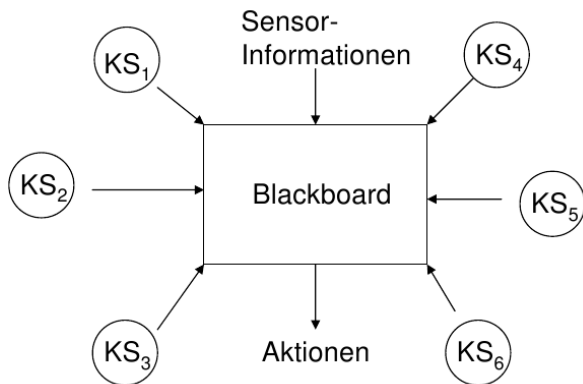 Sensor-
Informationen
KS₁
KS₄
KS₂
Blackboard
KS₅
KS₃
Aktionen
KS₆